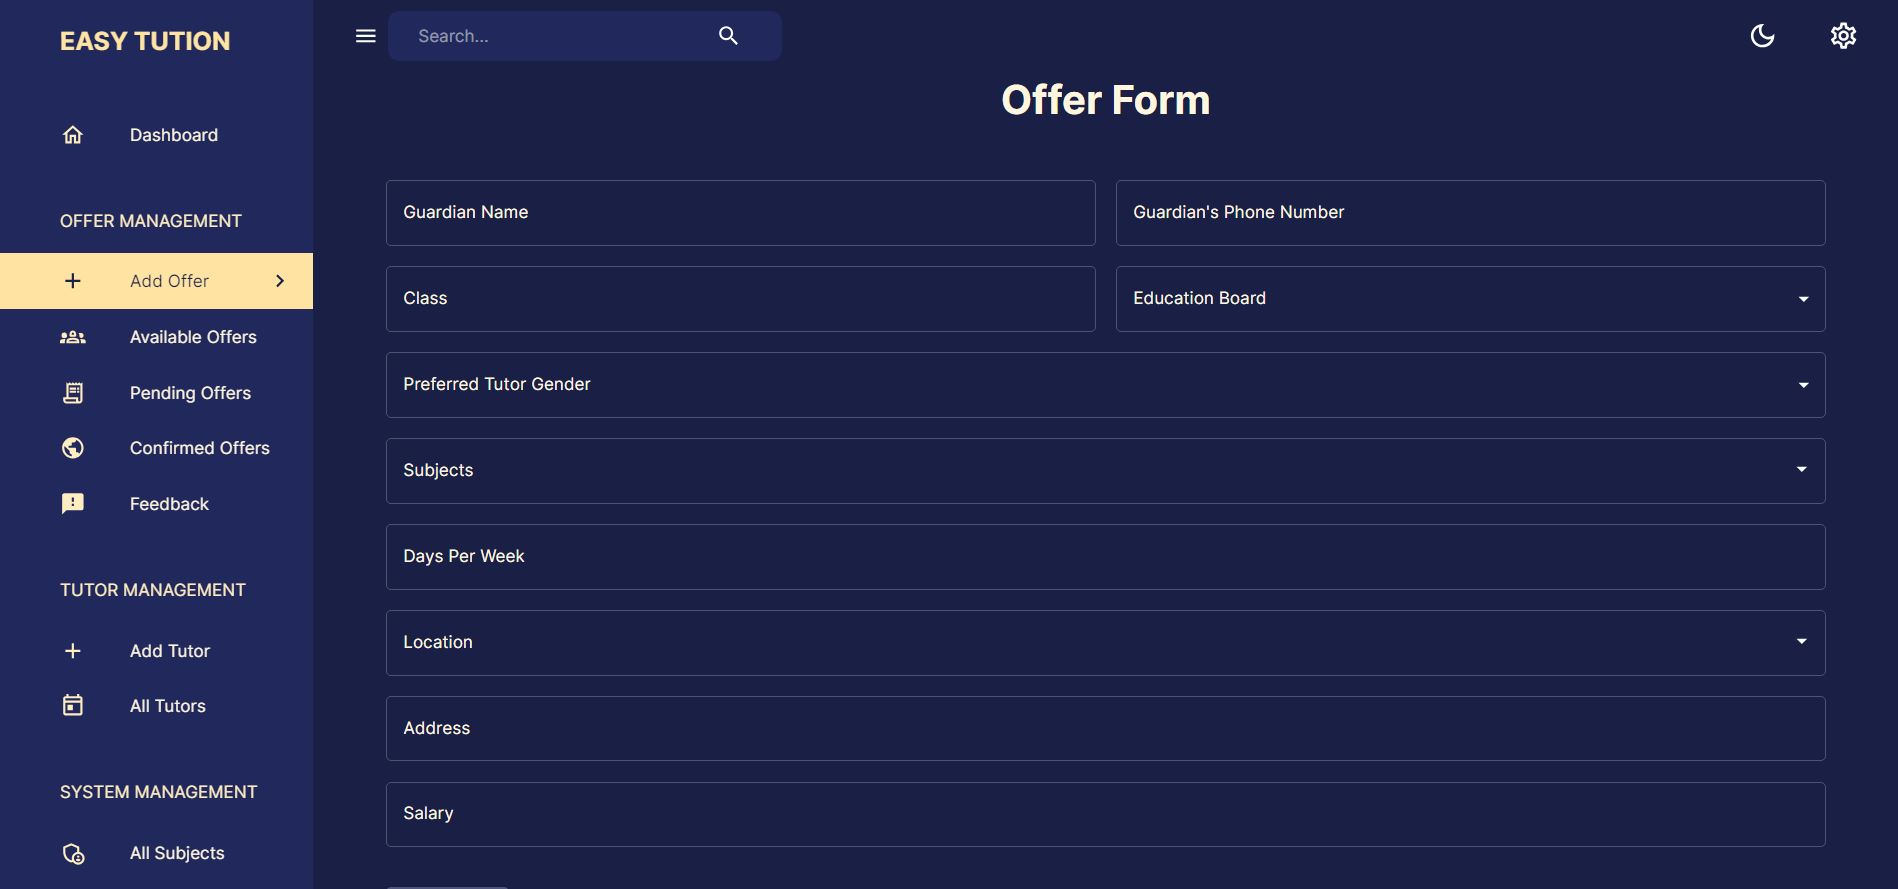 EASY TUTION
Search...
Offer Form
Dashboard
OFFER MANAGEMENT
Add Offer
Available Offers
Pending Offers
Confirmed Offers
Feedback
TUTOR MANAGEMENT
Add Tutor
All Tutors
SYSTEM MANAGEMENT
All Subjects
Guardian Name
Guardian's Phone Number
Class
Education Board
Preferred Tutor Gender
Subjects
Days Per Week
Location
Address
Salary